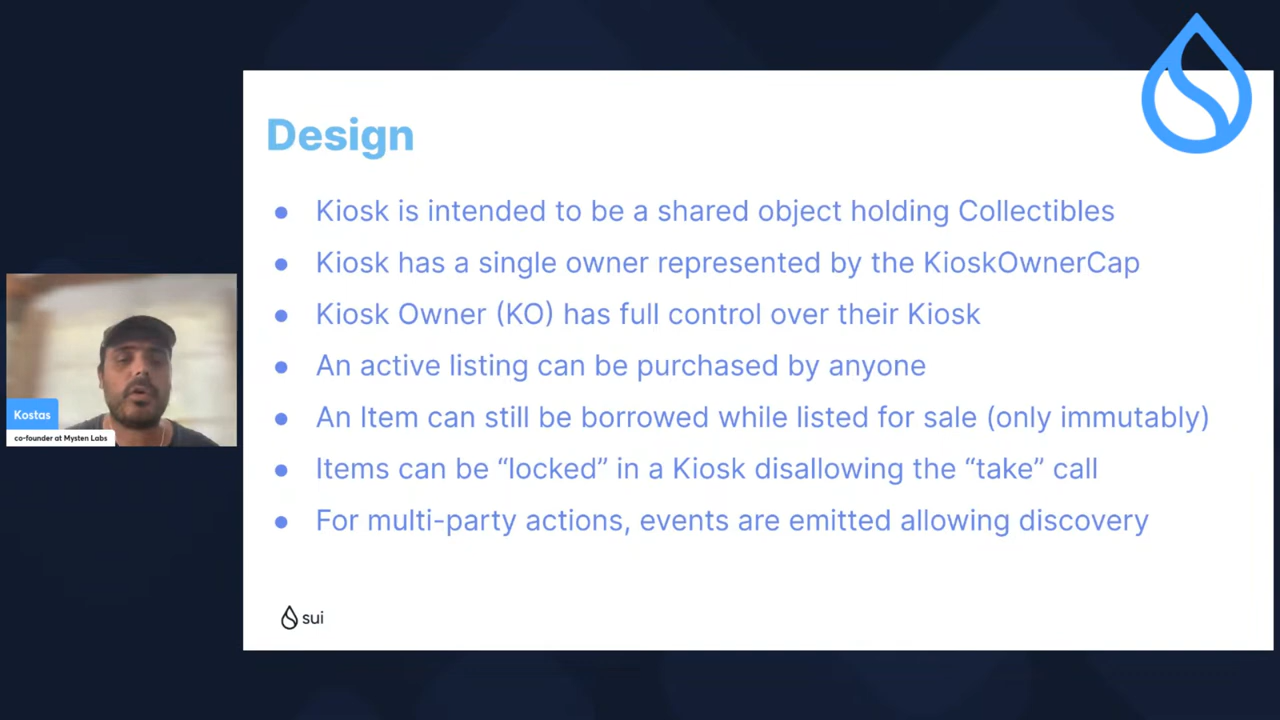 Design
● Kiosk is intended to be a shared object holding Collectibles
● Kiosk has a single owner represented by the KioskOwnerCap
● Kiosk Owner (KO) has full control over their Kiosk
● An active listing can be purchased by anyone
● An Item can still be borrowed while listed for sale (only immutably)
● Items can be “locked” in a Kiosk disallowing the “take” call
● For multi-party actions, events are emitted allowing discovery
sui
Kostas
co-founder at Mysten Labs